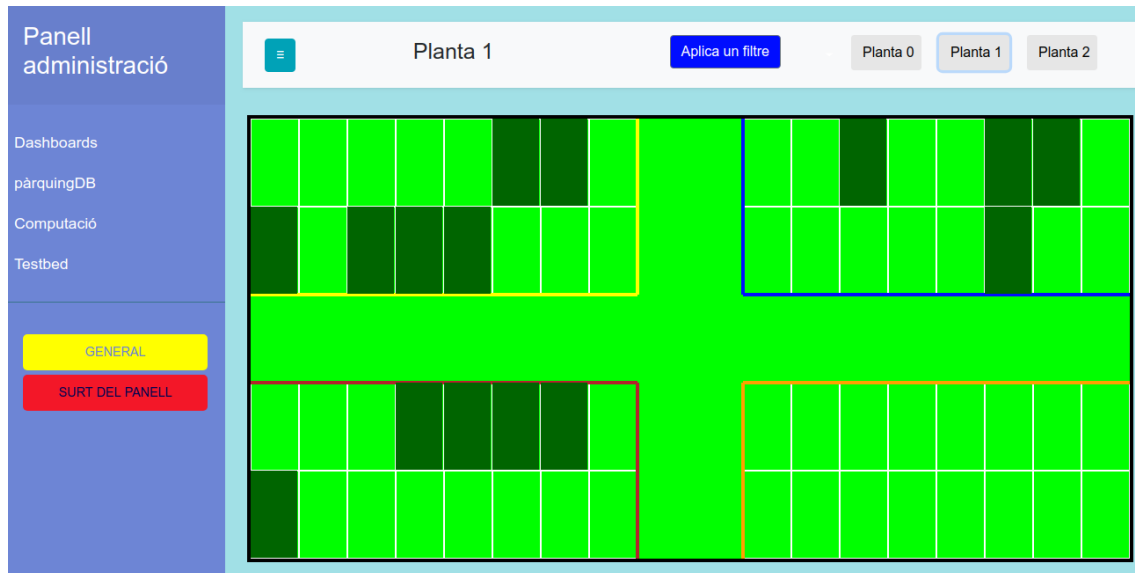 Panell
administració
☰
Planta 1
Aplica un filtre
Planta 0
Planta 1
Planta 2
Dashboards
pàrquingDB
Computació
Testbed
GENERAL
SURT DEL PANELL